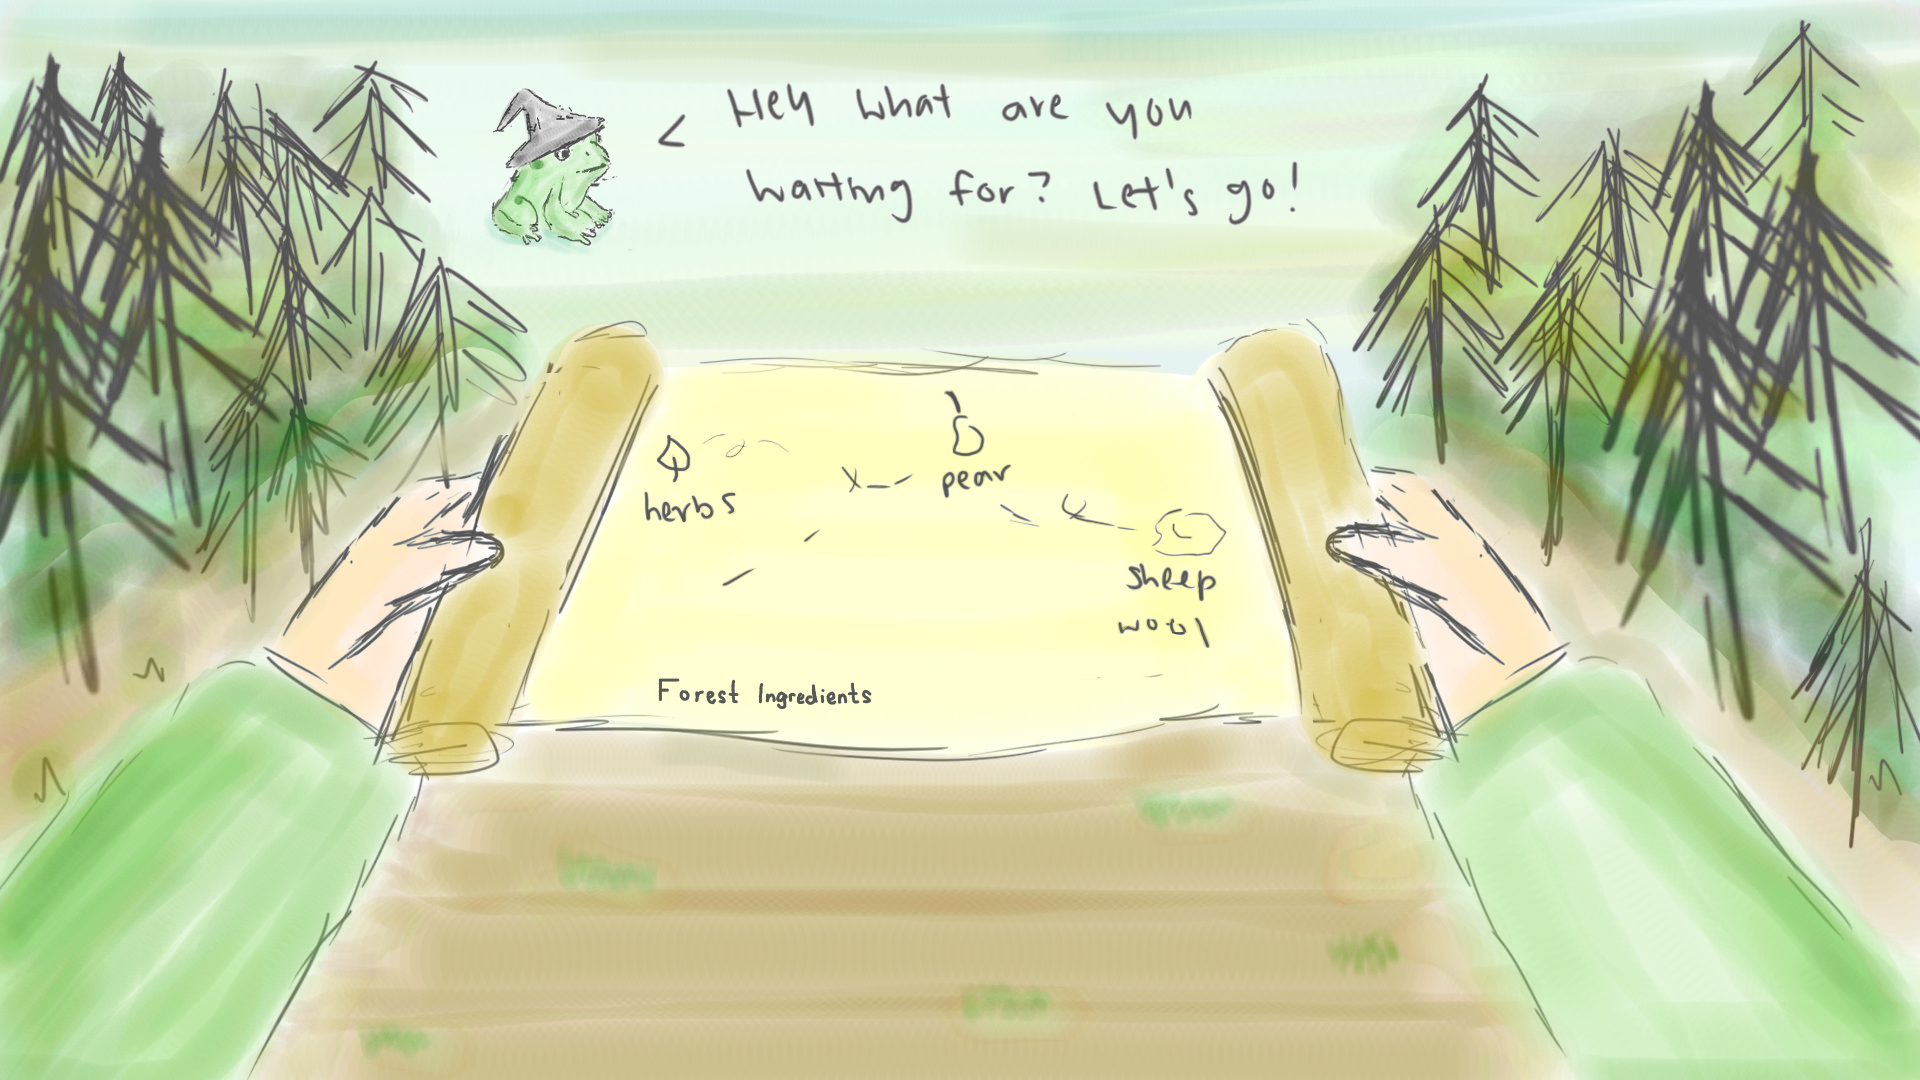 Hey what are you
waiting for? Let's go!
herbs
pear
sheep
wool
Forest Ingredients